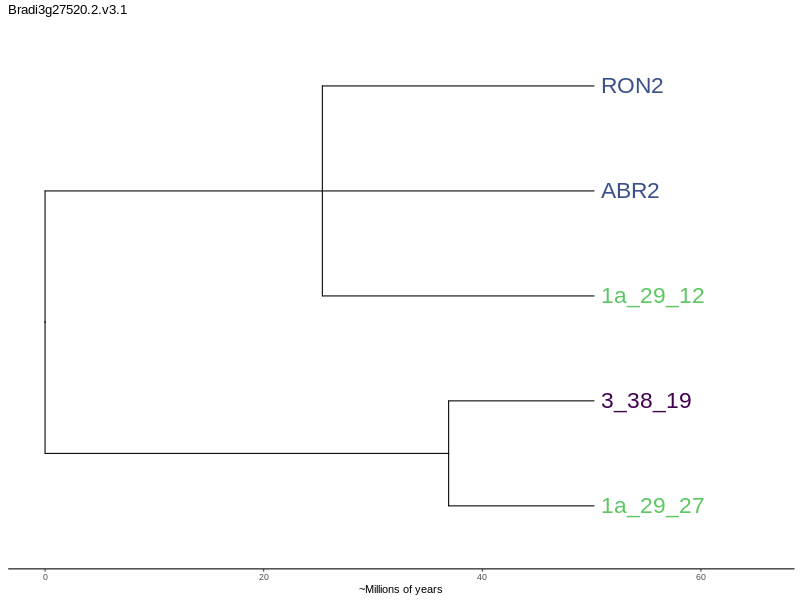 Bradi3g27520.2.v3.1
RON2
ABR2
1a_29_12
3_38_19
1a_29_27
0 20 40 60
~Millions of years